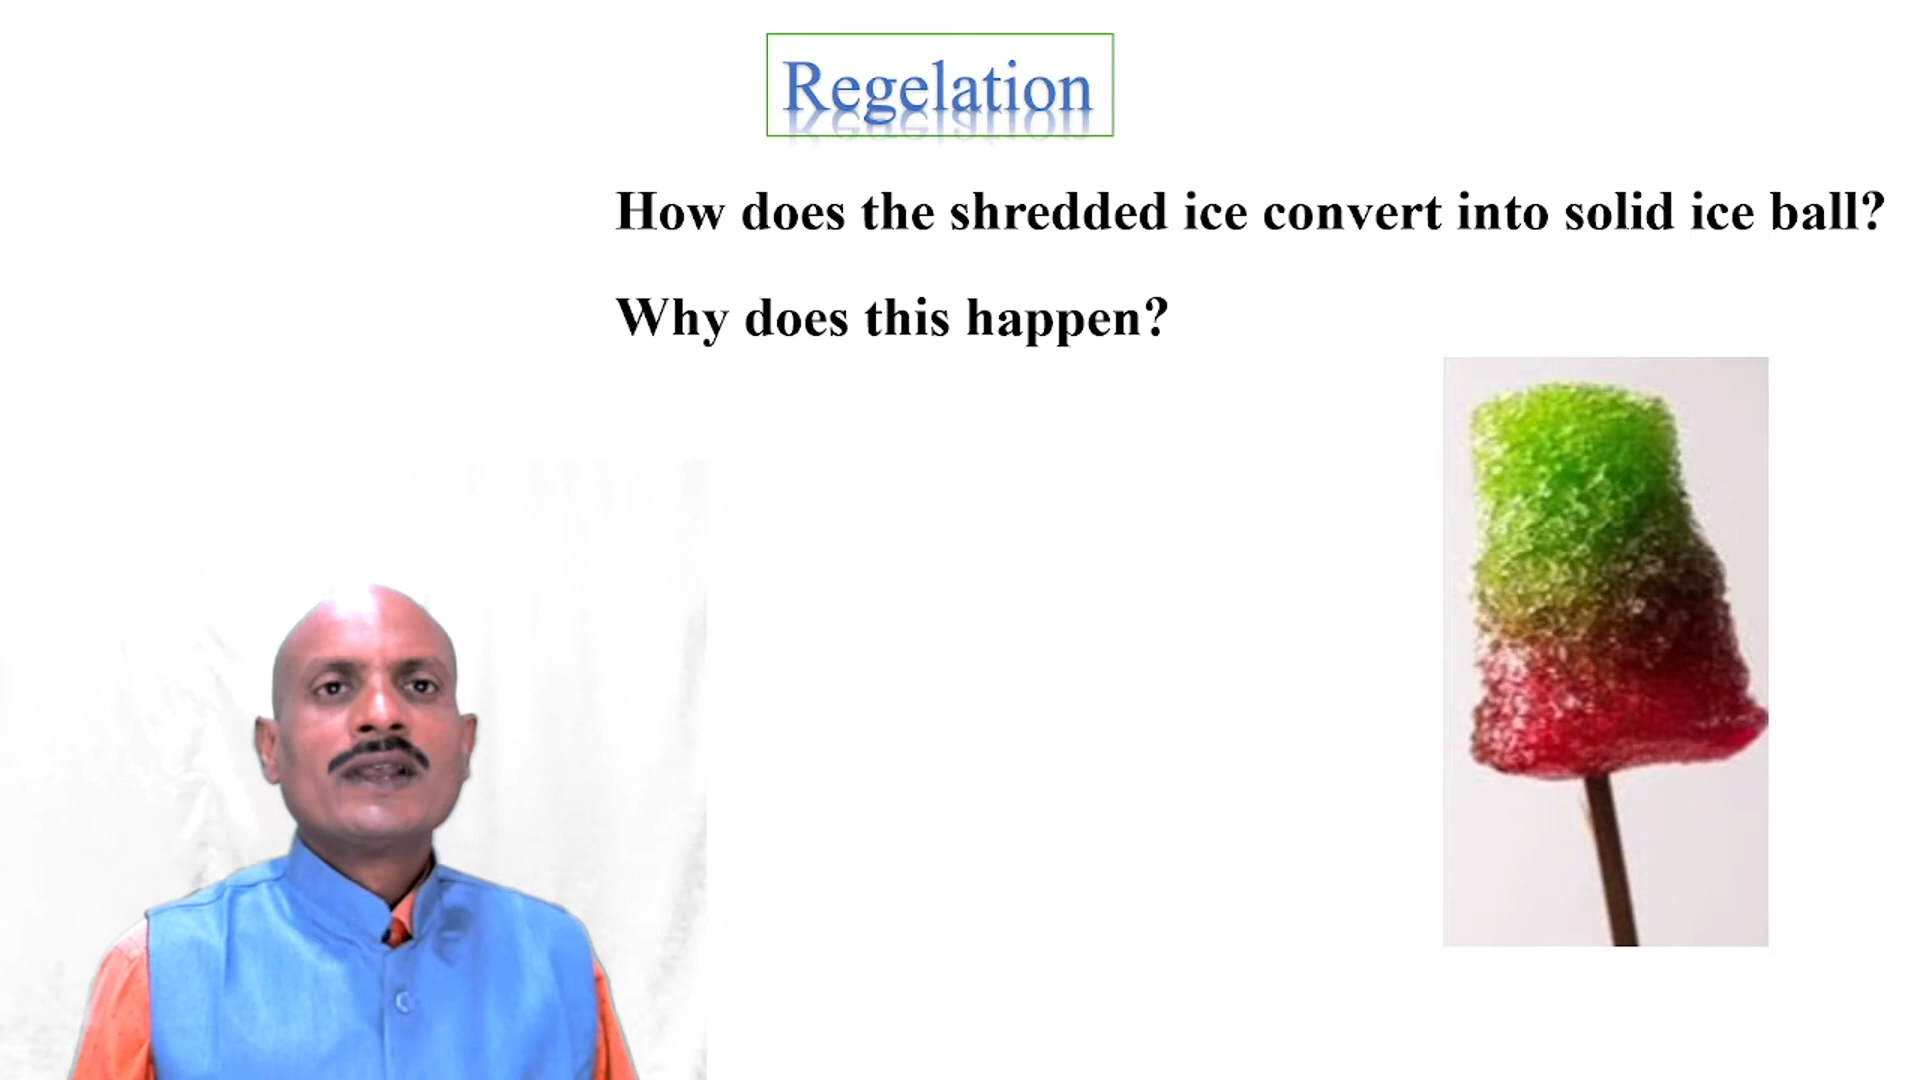 Regelation
How does the shredded ice convert into solid ice ball?
Why does this happen?